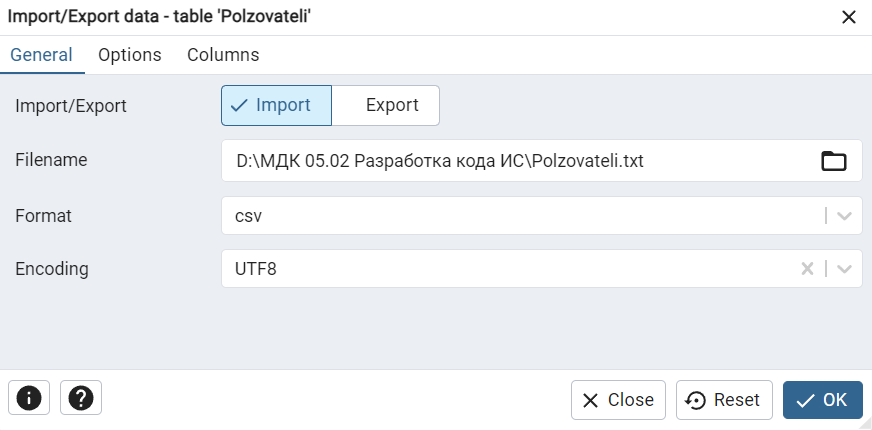 Import/Export data - table 'Polzovateli'
General Options Columns
Import/Export Import Export
Filename D:\МДК 05.02 Разработка кода ИС\Polzovateli.txt
Format csv
Encoding UTF8
Close Reset OK